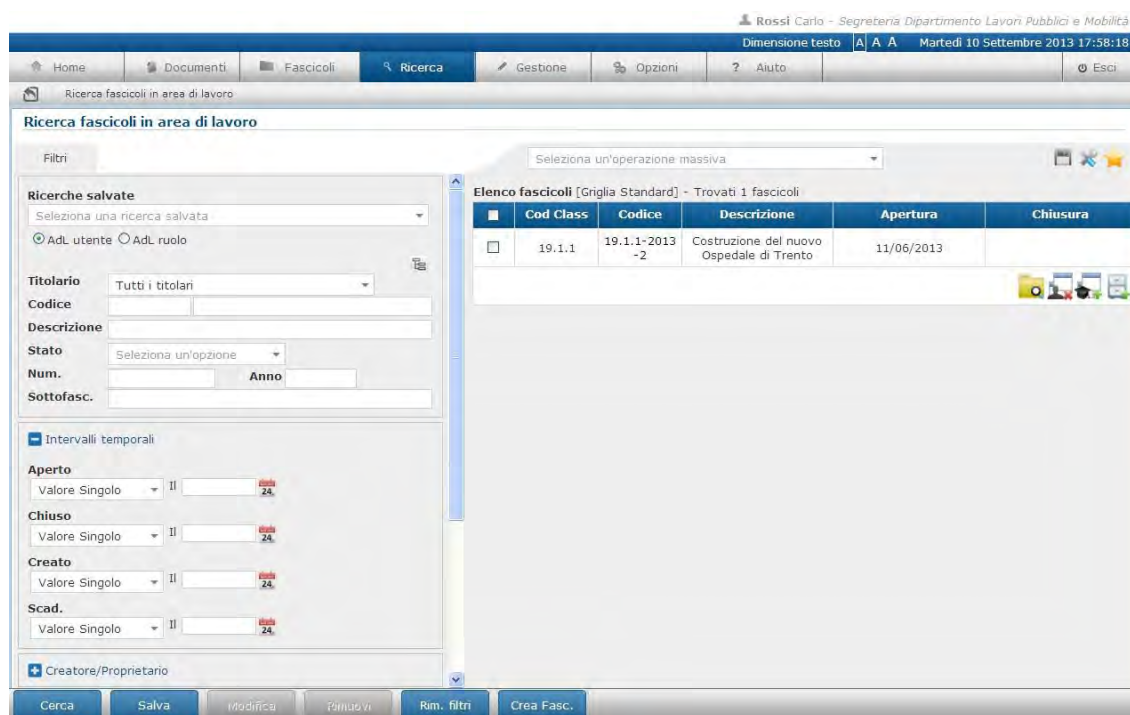 Rossi Carlo - Segreteria Dipartimento Lavori Pubblici e Mobilità
Dimensione testo A A A Martedì 10 Settembre 2013 17:58:18
Home Documenti Fascicoli Ricerca Gestione Opzioni ? Aiuto Esci
Ricerca fascicoli in area di lavoro
Ricerca fascicoli in area di lavoro
Filtri
Seleziona un'operazione massiva
Ricerche salvate
Seleziona una ricerca salvata
AdL utente AdL ruolo
Titolario Tutti i titolari
Codice
Descrizione
Stato Seleziona un'opzione
Num. Anno
Sottofasc.
Intervalli temporali
Aperto
Valore Singolo Il 24
Chiuso
Valore Singolo Il 24
Creato
Valore Singolo Il 24
Scad.
Valore Singolo Il 24
Creatore/Proprietario
Elenco fascicoli [Griglia Standard] - Trovati 1 fascicoli
Cod Class Codice Descrizione Apertura Chiusura
19.1.1 19.1.1-2013 Costruzione del nuovo 11/06/2013
-2 Ospedale di Trento
Cerca Salva Modifica Rimuovi Rim. filtri Crea Fasc.